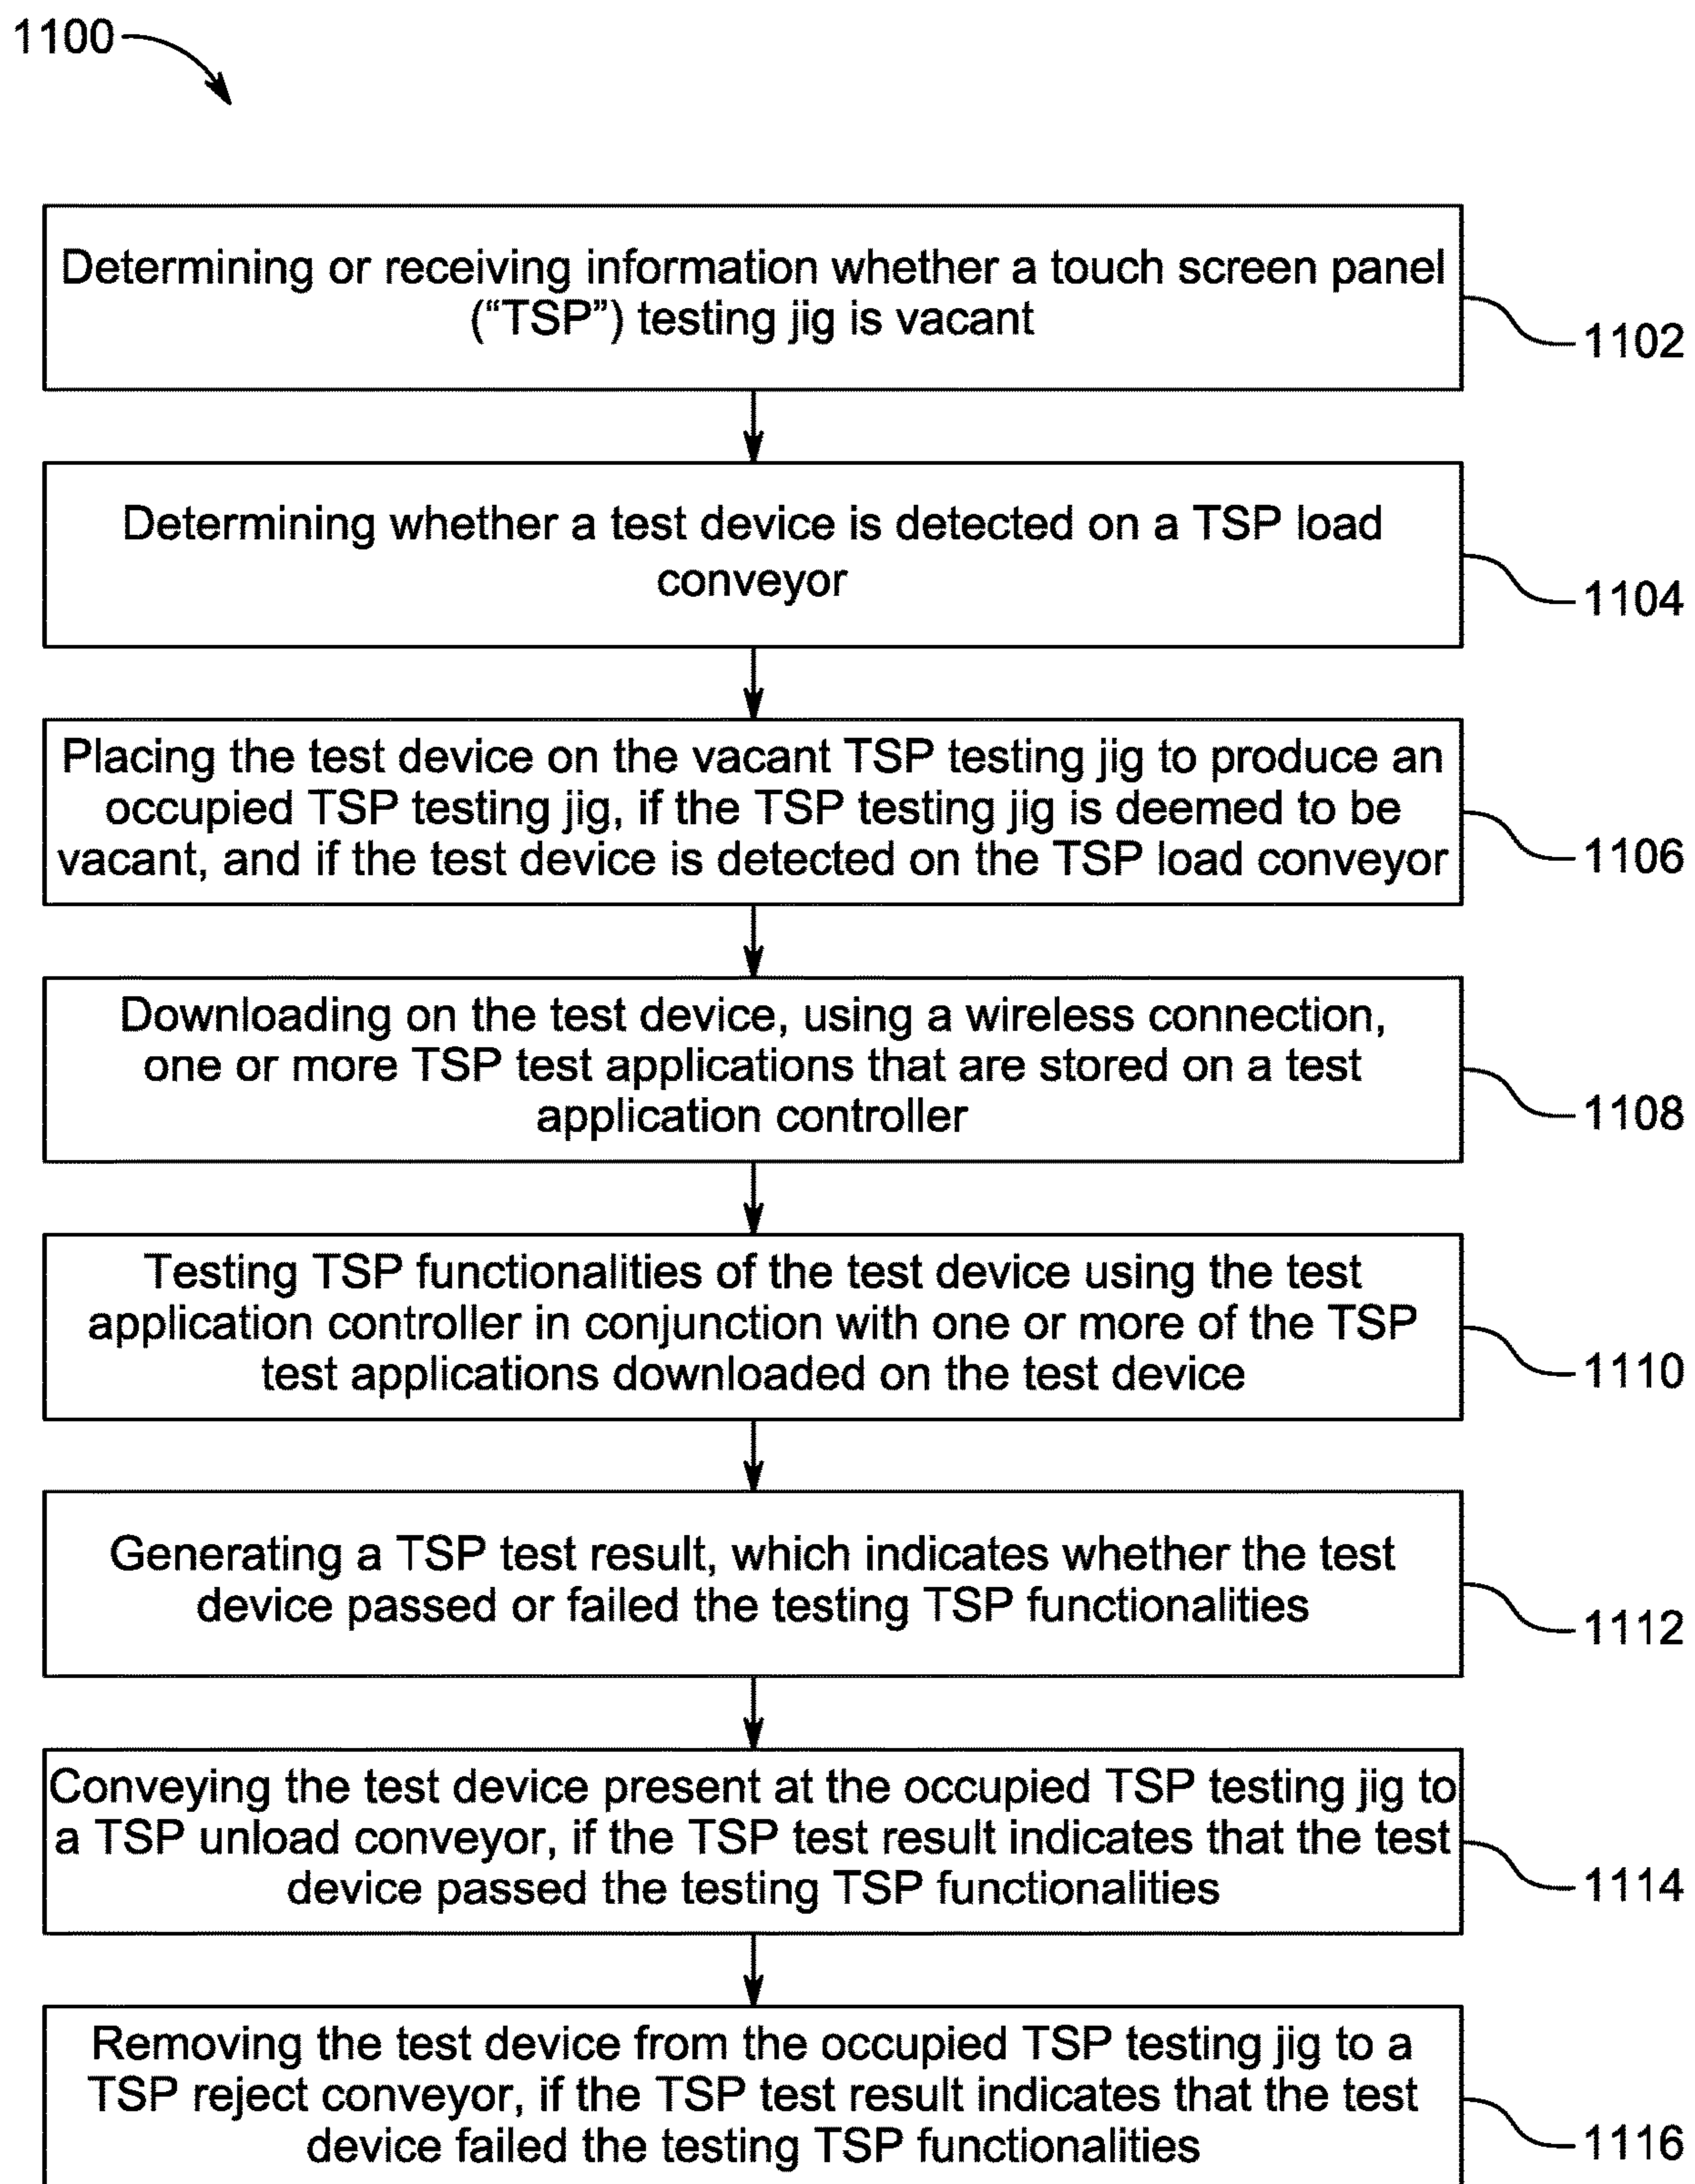 1100
Determining or receiving information whether a touch screen panel
(“TSP”) testing jig is vacant
1102
Determining whether a test device is detected on a TSP load
conveyor
1104
Placing the test device on the vacant TSP testing jig to produce an
occupied TSP testing jig, if the TSP testing jig is deemed to be
vacant, and if the test device is detected on the TSP load conveyor
1106
Downloading on the test device, using a wireless connection,
one or more TSP test applications that are stored on a test
application controller
1108
Testing TSP functionalities of the test device using the test
application controller in conjunction with one or more of the TSP
test applications downloaded on the test device
1110
Generating a TSP test result, which indicates whether the test
device passed or failed the testing TSP functionalities
1112
Conveying the test device present at the occupied TSP testing jig to
a TSP unload conveyor, if the TSP test result indicates that the test
device passed the testing TSP functionalities
1114
Removing the test device from the occupied TSP testing jig to a
TSP reject conveyor, if the TSP test result indicates that the test
device failed the testing TSP functionalities
1116